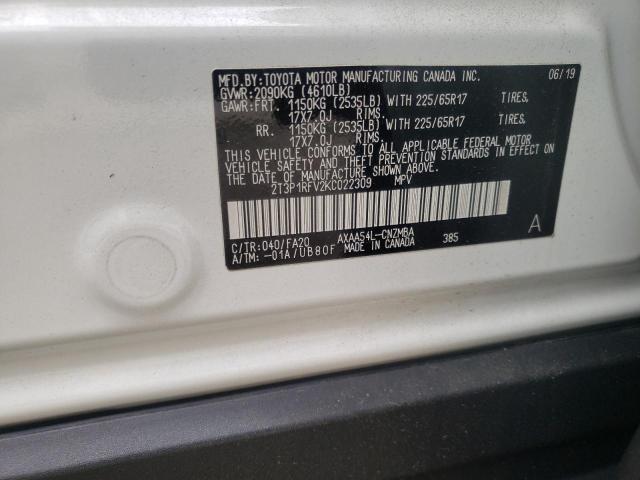 MFD.BY:TOYOTA MOTOR MANUFACTURING CANADA INC. 06/19
GVWR:2090KG (4610LB)
GAWR:FRT. 1150KG (2535LB) WITH 225/65R17 TIRES,
17X7.0J RIMS.
RR. 1150KG (2535LB) WITH 225/65R17 TIRES,
17X7.0J RIMS.
THIS VEHICLE CONFORMS TO ALL APPLICABLE FEDERAL MOTOR
VEHICLE SAFETY AND THEFT PREVENTION STANDARDS IN EFFECT
ON THE DATE OF MANUFACTURE SHOWN ABOVE.
2T3P1RFV2KC022309 MPV
A
C/TR:040/FA20 AXAA54L-CNZMBA 385
A/TM:-01A/UB80F MADE IN CANADA